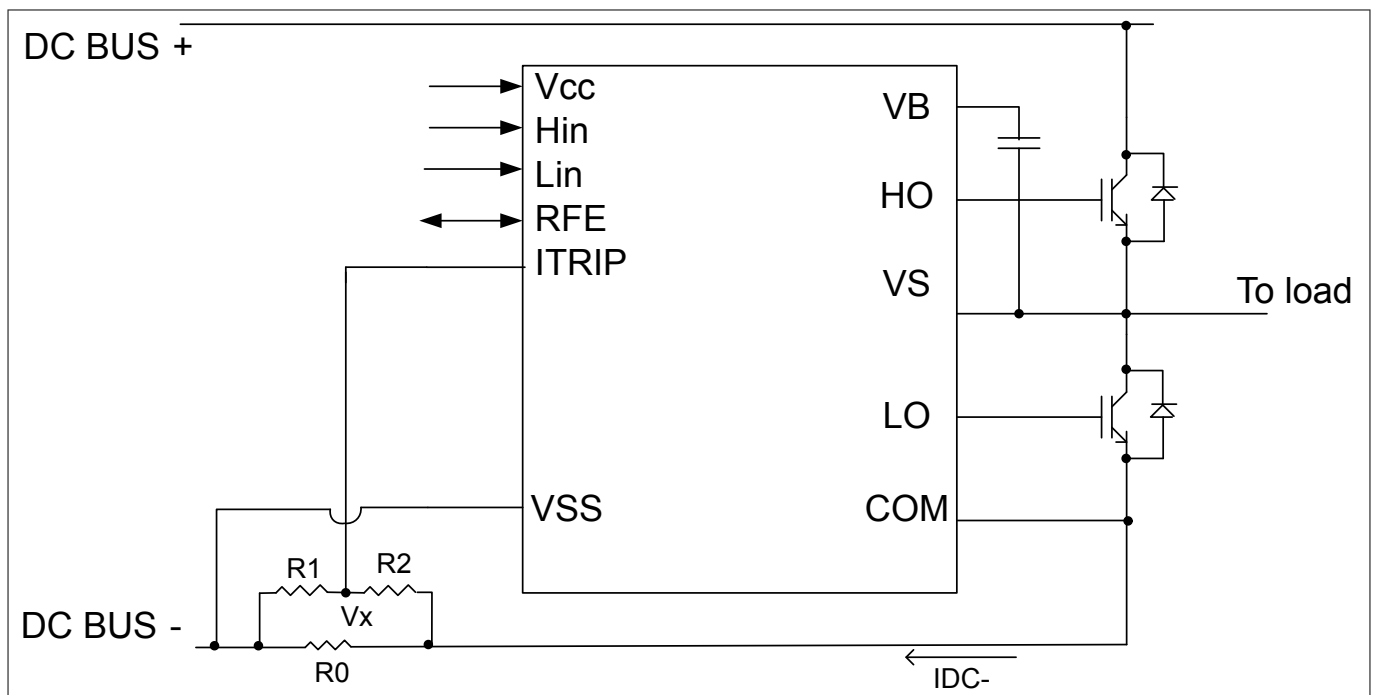 DC BUS +
Vcc
Hin
Lin
RFE
ITRIP
VSS
VB
HO
VS
LO
COM
To load
R1
R2
Vx
DC BUS -
R0
IDC-